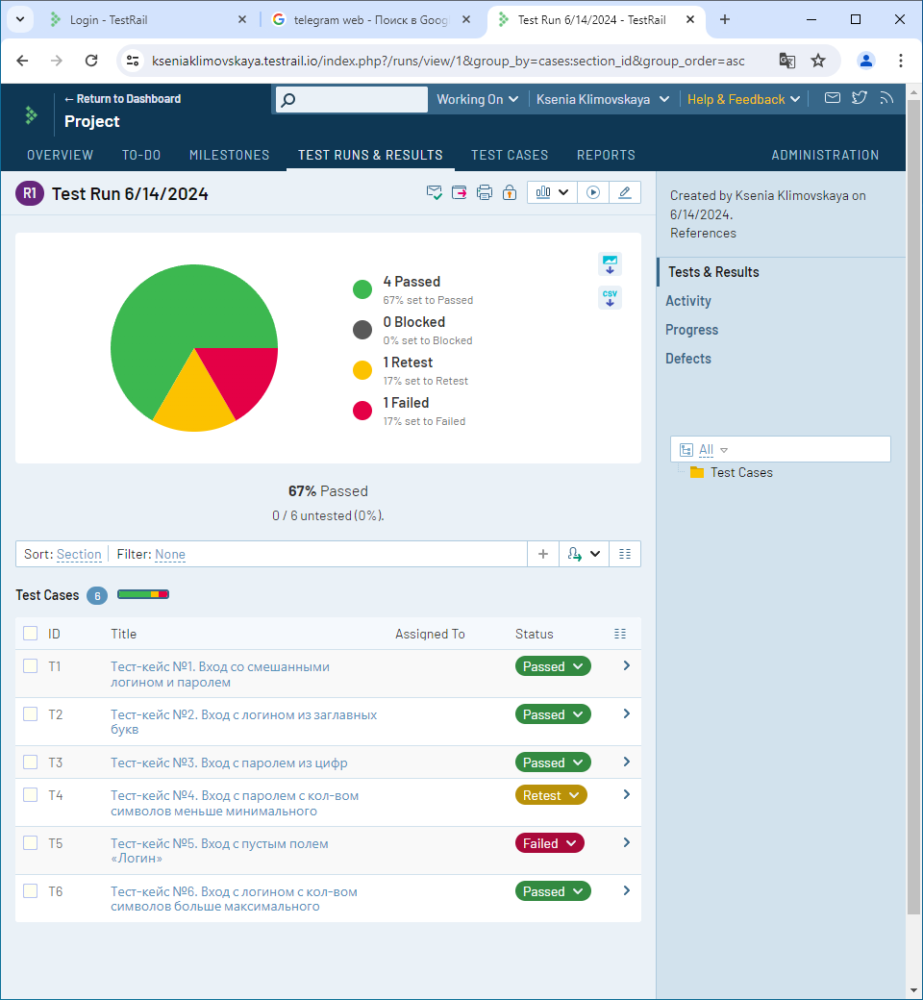 Login - TestRail
telegram web - Поиск в Goog
Test Run 6/14/2024 - TestRail
kseniaklimovskaya.testrail.io/index.php?/runs/view/1&group_by=cases:section_id&group_order=asc
← Return to Dashboard
Project
Working On
Ksenia Klimovskaya
Help & Feedback
OVERVIEW
TO-DO
MILESTONES
TEST RUNS & RESULTS
TEST CASES
REPORTS
ADMINISTRATION
R1
Test Run 6/14/2024
4 Passed
67% set to Passed
0 Blocked
0% set to Blocked
1 Retest
17% set to Retest
1 Failed
17% set to Failed
CSV
67% Passed
0 / 6 untested (0%).
Sort: Section
Filter: None
Test Cases 6
ID
Title
Assigned To
Status
T1
Тест-кейс №1. Вход со смешанными
логином и паролем
Passed
T2
Тест-кейс №2. Вход с логином из заглавных
букв
Passed
T3
Тест-кейс №3. Вход с паролем из цифр
Passed
T4
Тест-кейс №4. Вход с паролем с кол-вом
символов меньше минимального
Retest
T5
Тест-кейс №5. Вход с пустым полем
«Логин»
Failed
T6
Тест-кейс №6. Вход с логином с кол-вом
символов больше максимального
Passed
Created by Ksenia Klimovskaya on
6/14/2024.
References
Tests & Results
Activity
Progress
Defects
All
Test Cases